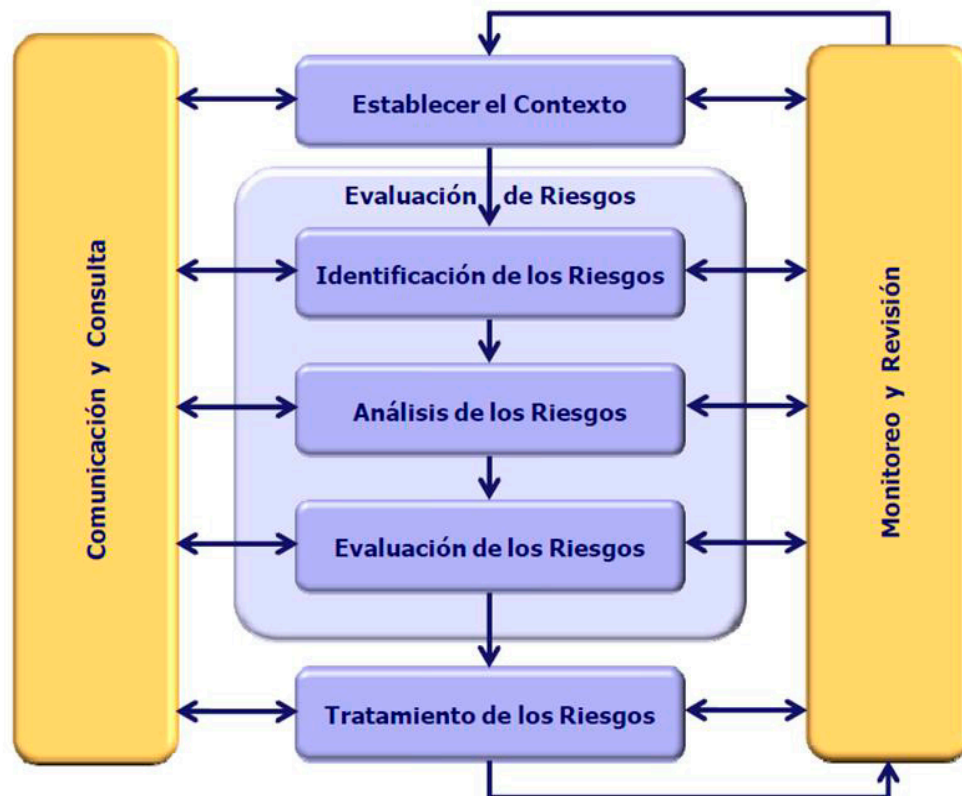 Establecer el Contexto
Evaluación de Riesgos
Identificación de los Riesgos
Análisis de los Riesgos
Evaluación de los Riesgos
Tratamiento de los Riesgos
Comunicación y Consulta
Monitoreo y Revisión